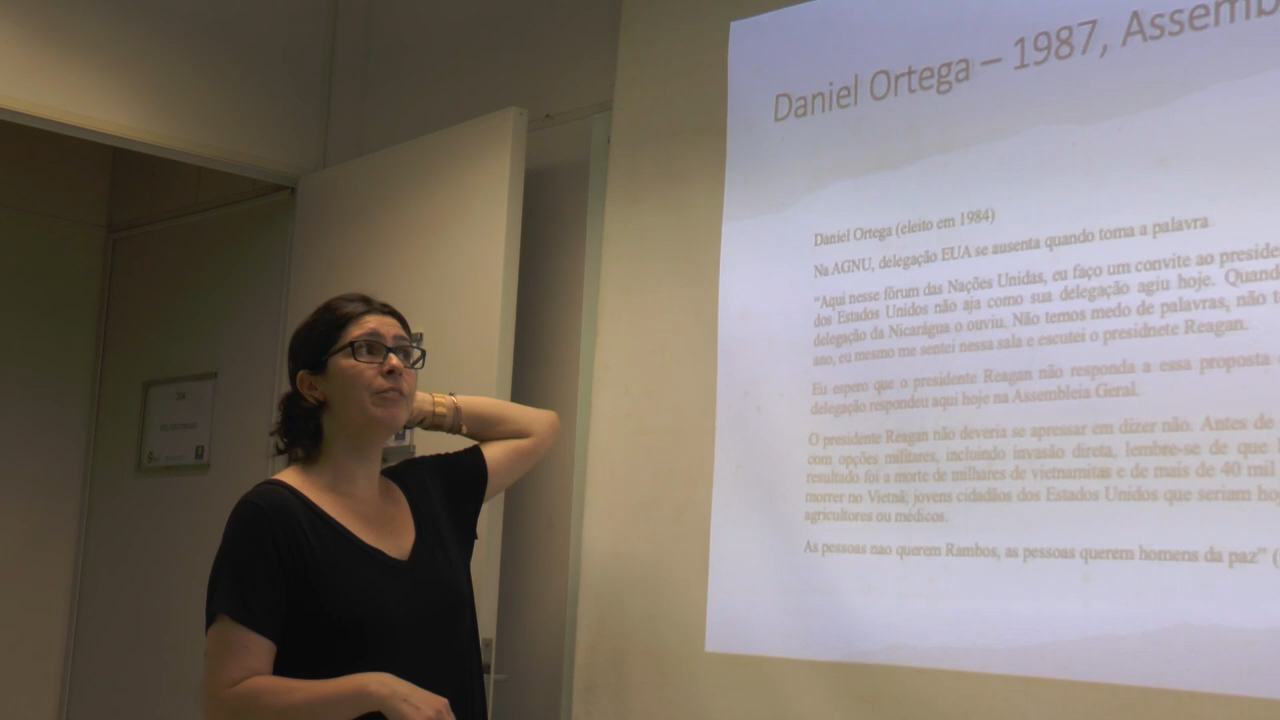 Daniel Ortega – 1987, Assemb
Daniel Ortega (eleito em 1984)
Na AGNU, delegação EUA se ausenta quando toma a palavra
“Aqui nesse fórum das Nações Unidas, eu faço um convite ao preside
dos Estados Unidos não aja como sua delegação agiu hoje. Quand
delegação da Nicarágua o ouviu. Não temos medo de palavras, não t
ano, eu mesmo me sentei nessa sala e escutei o presidnete Reagan.
Eu espero que o presidente Reagan não responda a essa proposta
delegação respondeu aqui hoje na Assembleia Geral.
O presidente Reagan não deveria se apressar em dizer não. Antes de
com opções militares, incluindo invasão direta, lembre-se de que
resultado foi a morte de milhares de vietnamitas e de mais de 40 mil
morrer no Vietnã; jovens cidadãos dos Estados Unidos que seriam ho
agricultores ou médicos.
As pessoas nao querem Rambos, as pessoas querem homens da paz” (